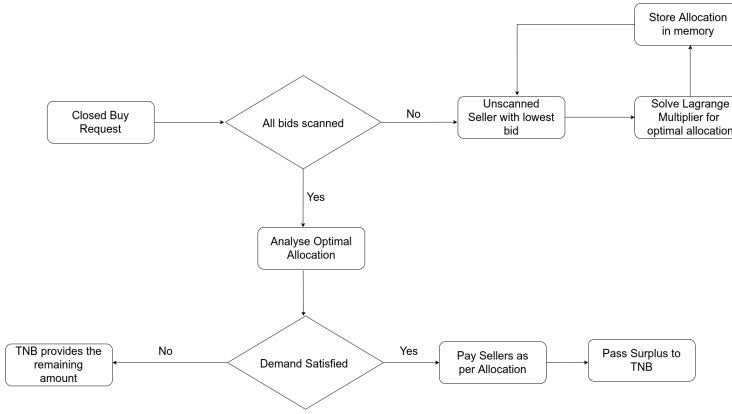 Store Allocation
in memory
Closed Buy
Request
All bids scanned
No
Unscanned
Seller with lowest
bid
Solve Lagrange
Multiplier for
optimal allocation
Yes
Analyse Optimal
Allocation
TNB provides the
remaining
amount
No
Demand Satisfied
Yes
Pay Sellers as
per Allocation
Pass Surplus to
TNB